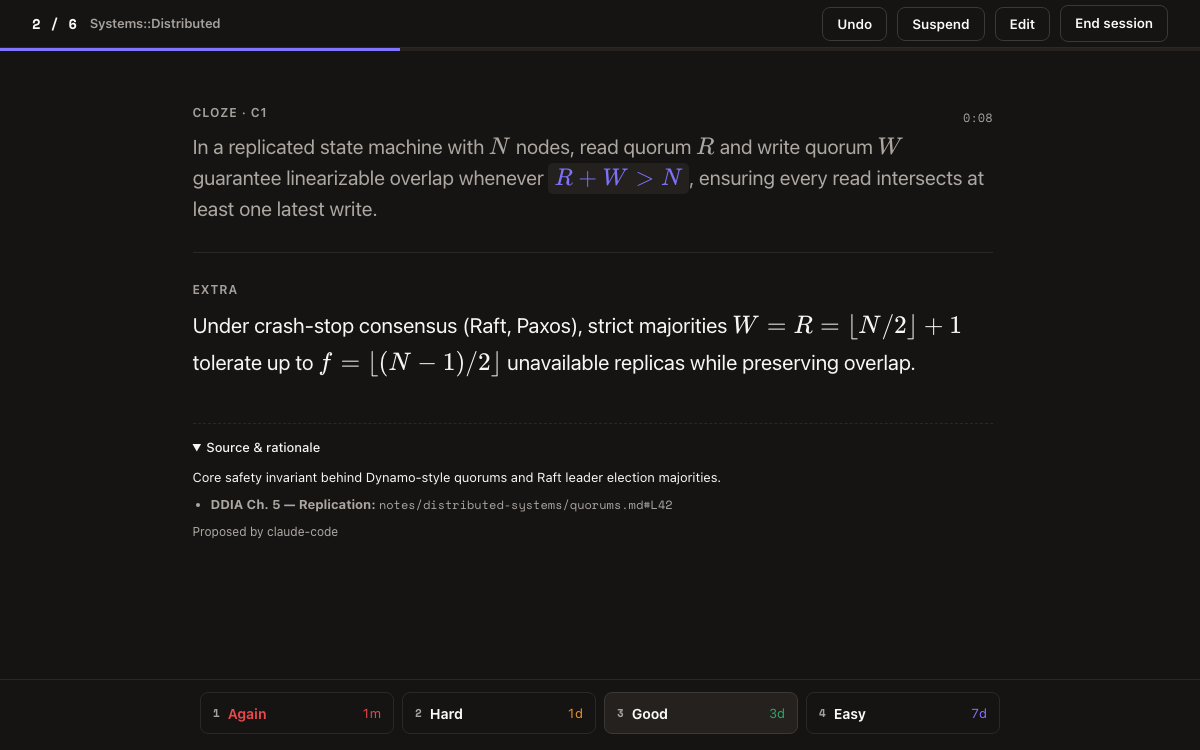 2 / 6 Systems::Distributed Undo Suspend Edit End session
CLOZE · C1
0:08
In a replicated state machine with N nodes, read quorum R and write quorum W
guarantee linearizable overlap whenever R + W > N, ensuring every read intersects at
least one latest write.
EXTRA
Under crash-stop consensus (Raft, Paxos), strict majorities W = R = ⌊N/2⌋ + 1
tolerate up to f = ⌊(N − 1)/2⌋ unavailable replicas while preserving overlap.
▼ Source & rationale
Core safety invariant behind Dynamo-style quorums and Raft leader election majorities.
• DDIA Ch. 5 — Replication: notes/distributed-systems/quorums.md#L42
Proposed by claude-code
1 Again 1m 2 Hard 1d 3 Good 3d 4 Easy 7d